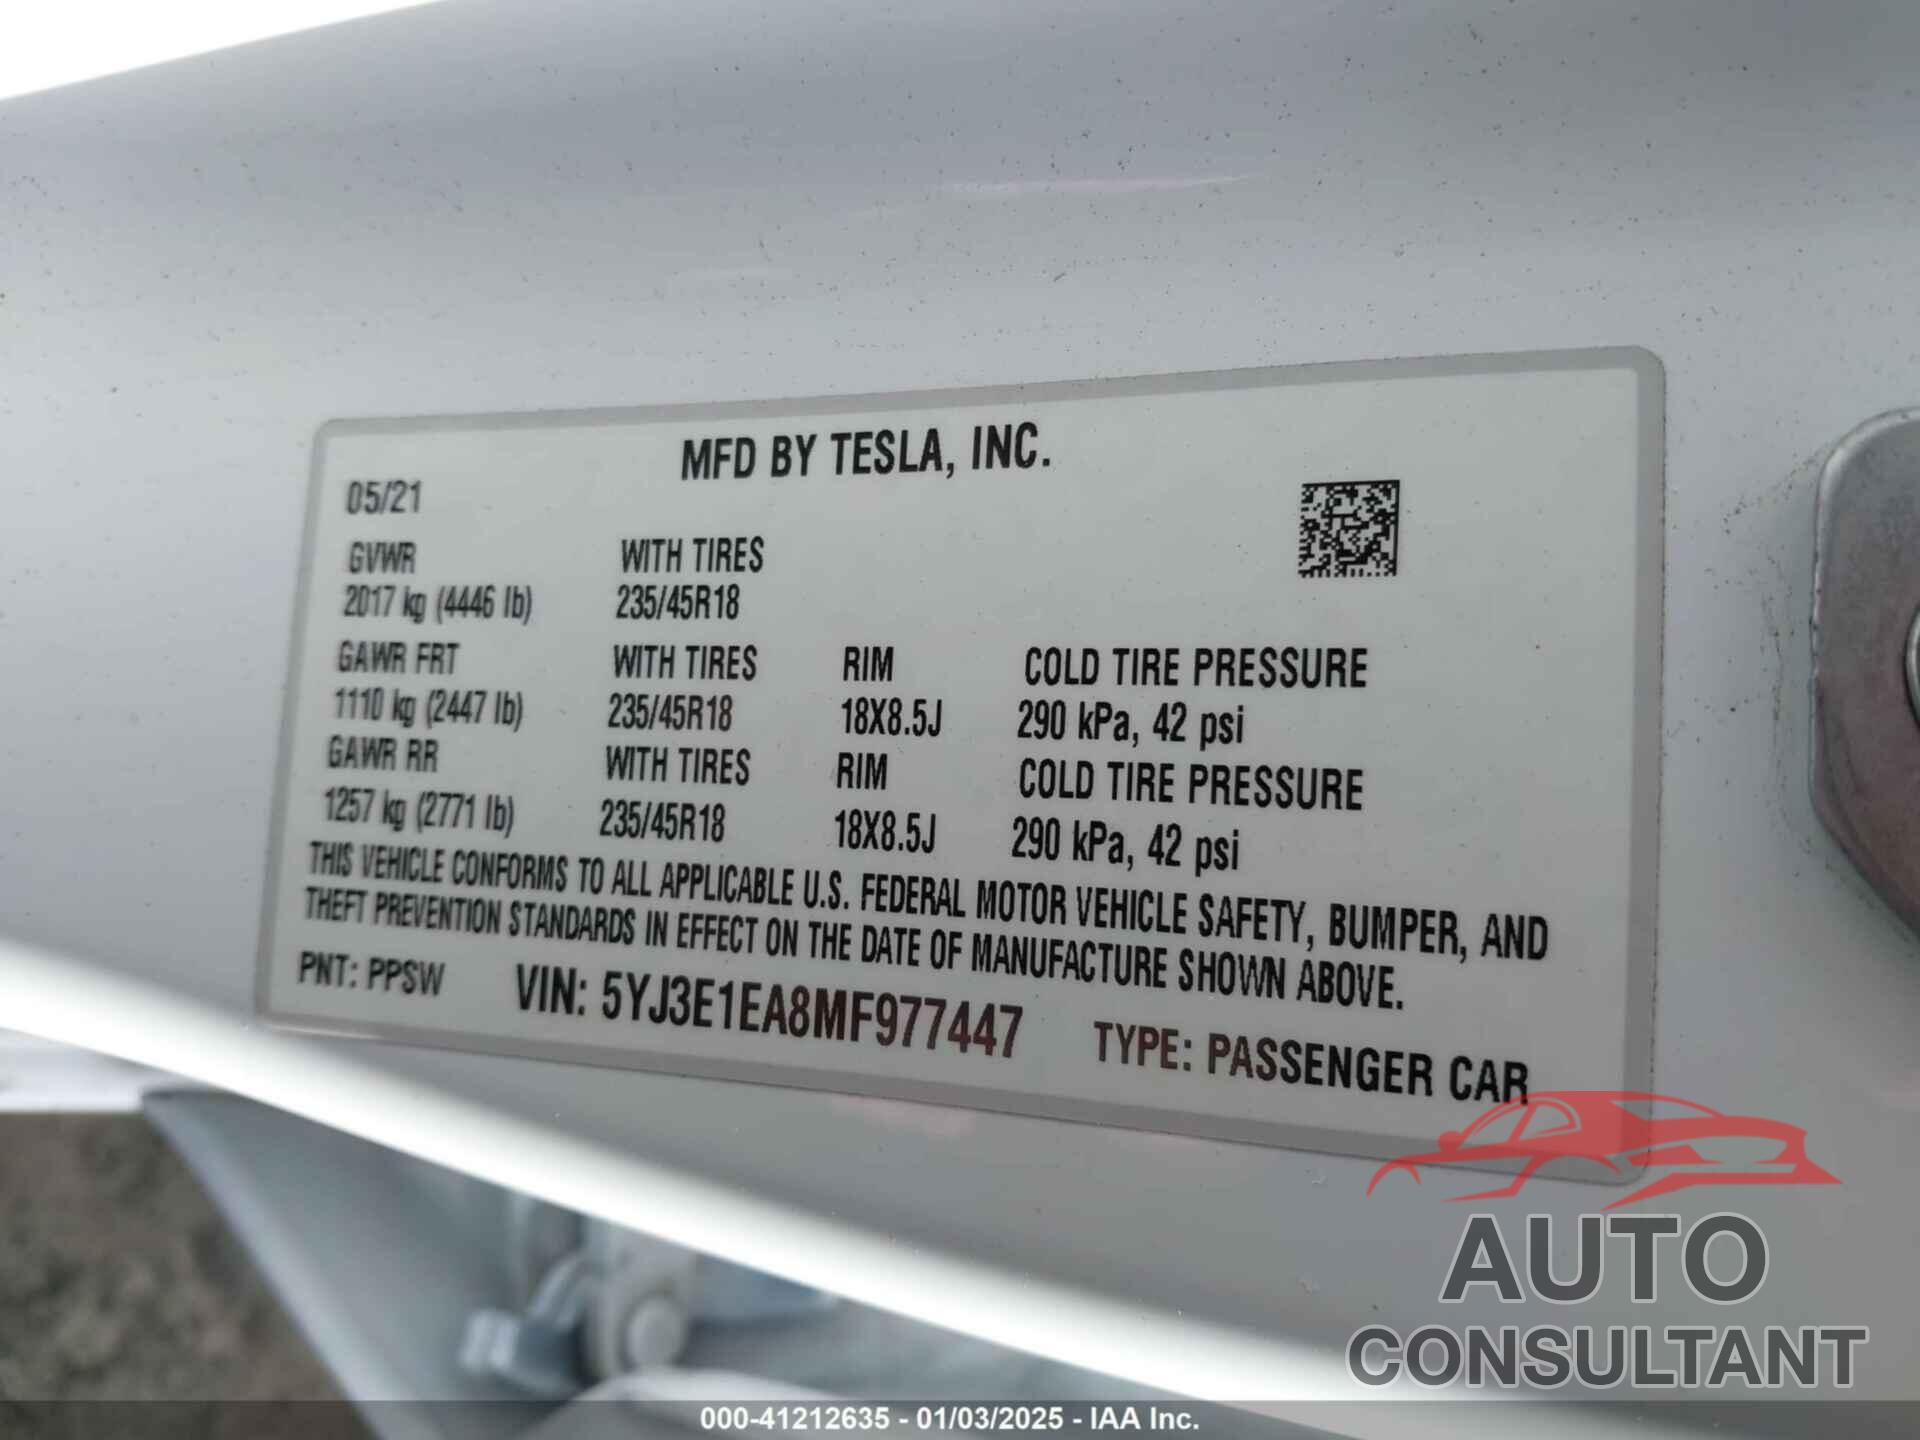 MFD BY TESLA, INC.
05/21
GVWR WITH TIRES
2017 kg (4446 lb) 235/45R18
GAWR FRT WITH TIRES RIM COLD TIRE PRESSURE
1110 kg (2447 lb) 235/45R18 18X8.5J 290 kPa, 42 psi
GAWR RR WITH TIRES RIM COLD TIRE PRESSURE
1257 kg (2771 lb) 235/45R18 18X8.5J 290 kPa, 42 psi
THIS VEHICLE CONFORMS TO ALL APPLICABLE U.S. FEDERAL MOTOR VEHICLE SAFETY, BUMPER, AND
THEFT PREVENTION STANDARDS IN EFFECT ON THE DATE OF MANUFACTURE SHOWN ABOVE.
PNT: PPSW VIN: 5YJ3E1EA8MF977447 TYPE: PASSENGER CAR
AUTO
CONSULTANT
000-41212635 - 01/03/2025 - IAA Inc.